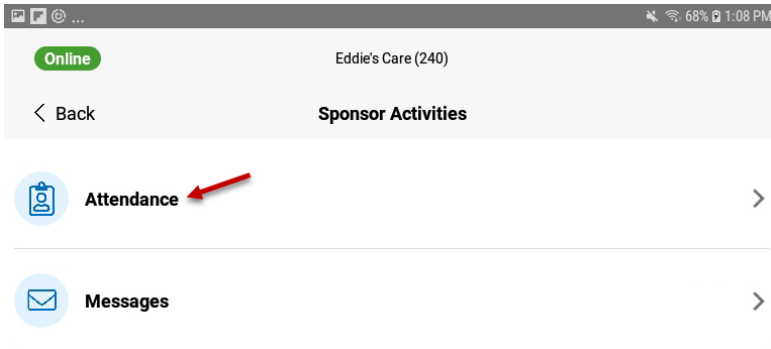 ... 68% 1:08 PM
Online Eddie's Care (240)
Back Sponsor Activities
Attendance
Messages